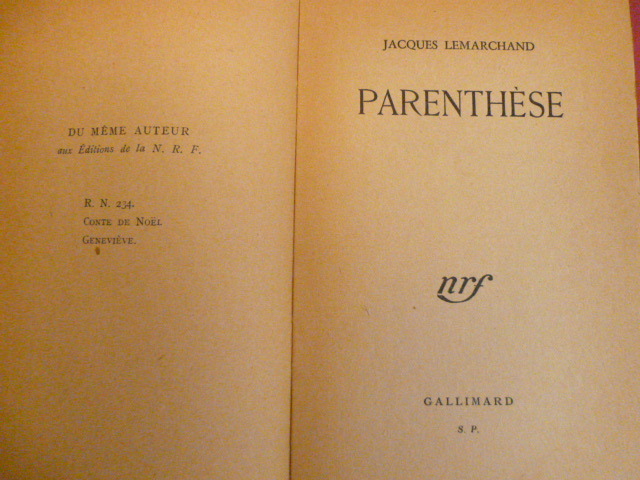 DU MÊME AUTEUR
aux Éditions de la N. R. F.
R. N. 234.
CONTE DE NOËL
GENEVIÈVE.
JACQUES LEMARCHAND
PARENTHÈSE
nrf
GALLIMARD
S. P.